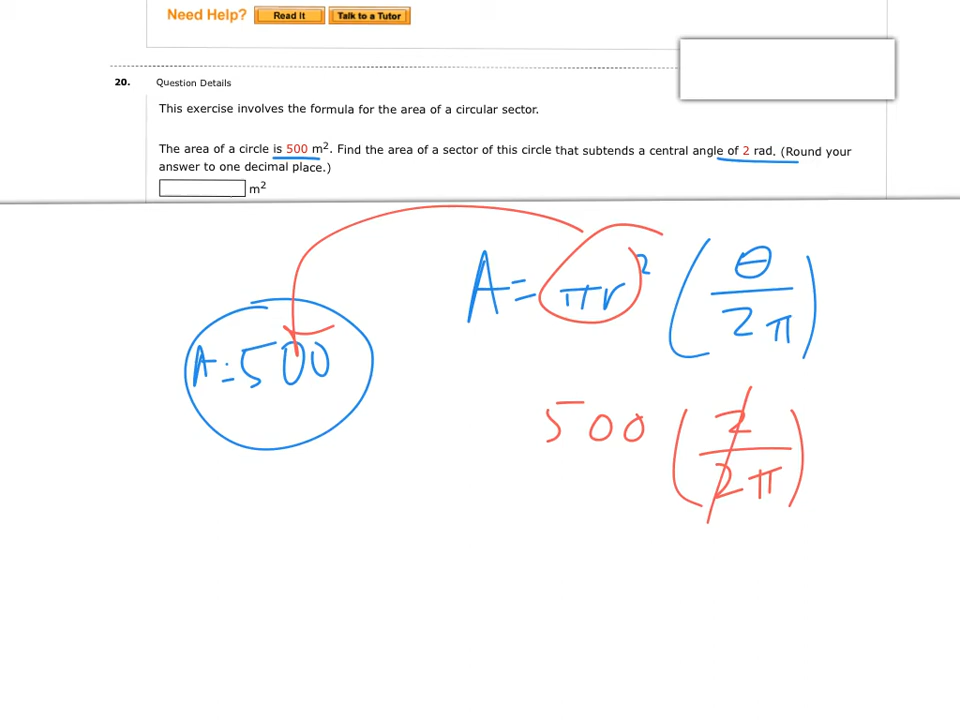 Need Help? Read It Talk to a Tutor
20. Question Details
This exercise involves the formula for the area of a circular sector.
The area of a circle is 500 m². Find the area of a sector of this circle that subtends a central angle of 2 rad. (Round your
answer to one decimal place.)
m²
A = πr² (θ / 2π)
A = 500
500 (2 / 2π)